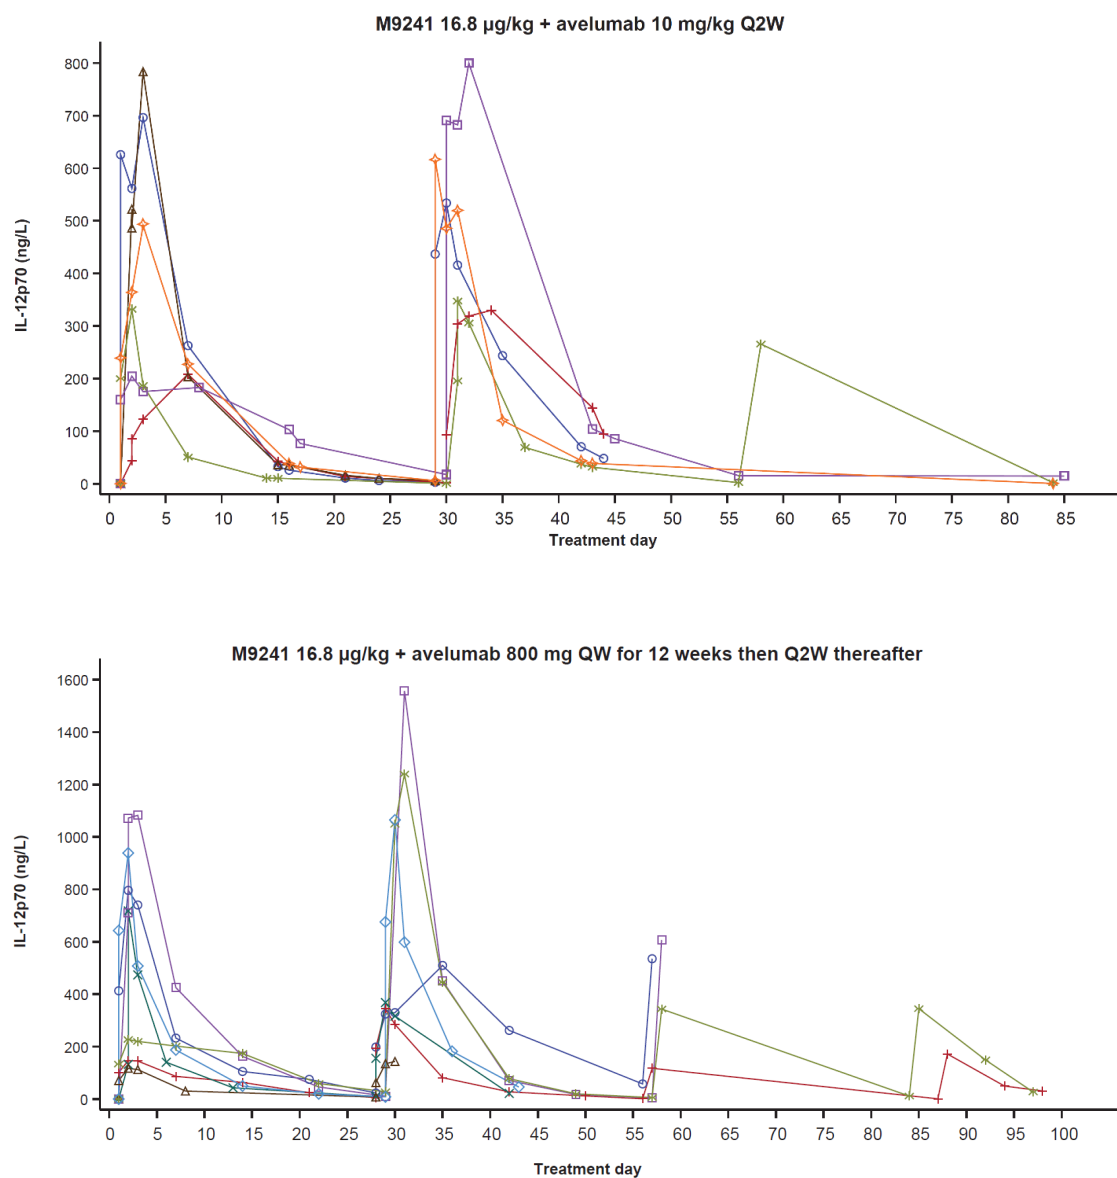 M9241 16.8 µg/kg + avelumab 10 mg/kg Q2W
IL-12p70 (ng/L)
800
700
600
500
400
300
200
100
0
0 5 10 15 20 25 30 35 40 45 50 55 60 65 70 75 80 85
Treatment day
M9241 16.8 µg/kg + avelumab 800 mg QW for 12 weeks then Q2W thereafter
IL-12p70 (ng/L)
1600
1400
1200
1000
800
600
400
200
0
0 5 10 15 20 25 30 35 40 45 50 55 60 65 70 75 80 85 90 95 100
Treatment day